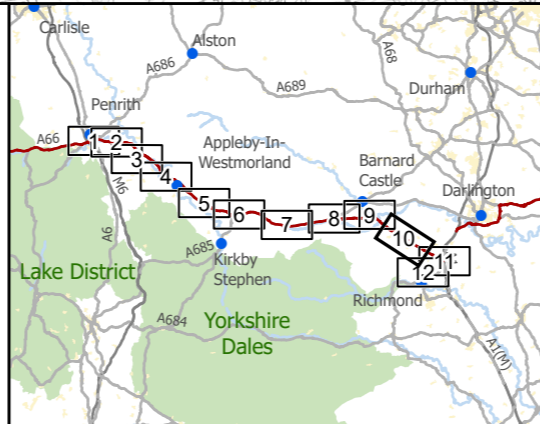 Carlisle
Alston
A68
A686
A689
Durham
Penrith
A66
1
2
3
Appleby-In-
Westmorland
Barnard
Castle
4
M6
Darlington
5
6
7
8
9
10
A6
A685
11
12
Lake District
Kirkby
Stephen
Richmond
A684
Yorkshire
Dales
A1(M)